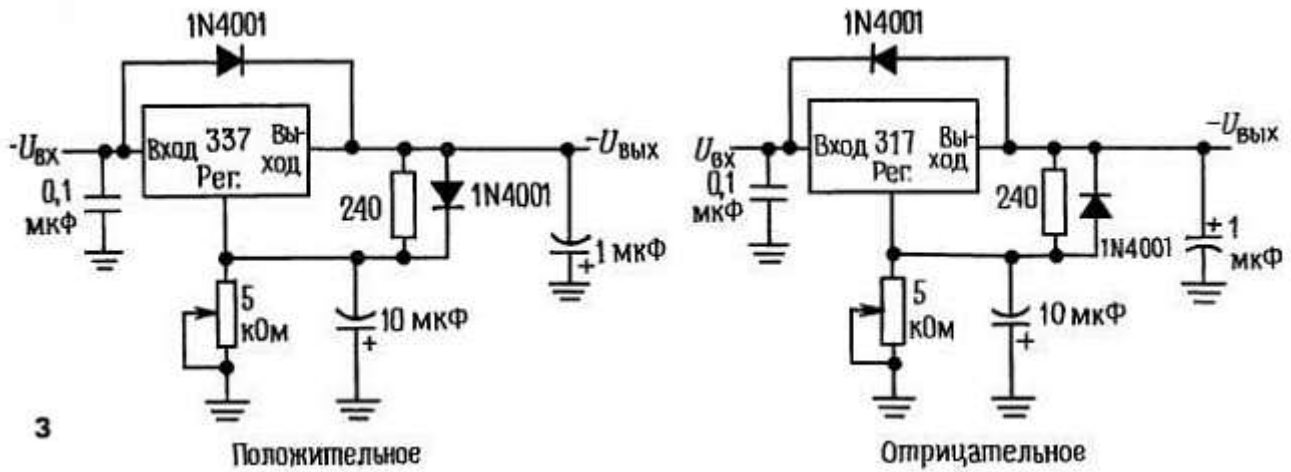 1N4001
-Uвх
0,1
мкФ
Вход 337 Вы-
ход
Рег.
240
1N4001
-Uвых
1 мкФ
+
5
кОм
10 мкФ
+
3
Положительное
1N4001
Uвх
0,1
мкФ
Вход 317 Вы-
ход
Рег.
240
1N4001
-Uвых
+ 1
мкФ
5
кОм
10 мкФ
+
Отрицательное